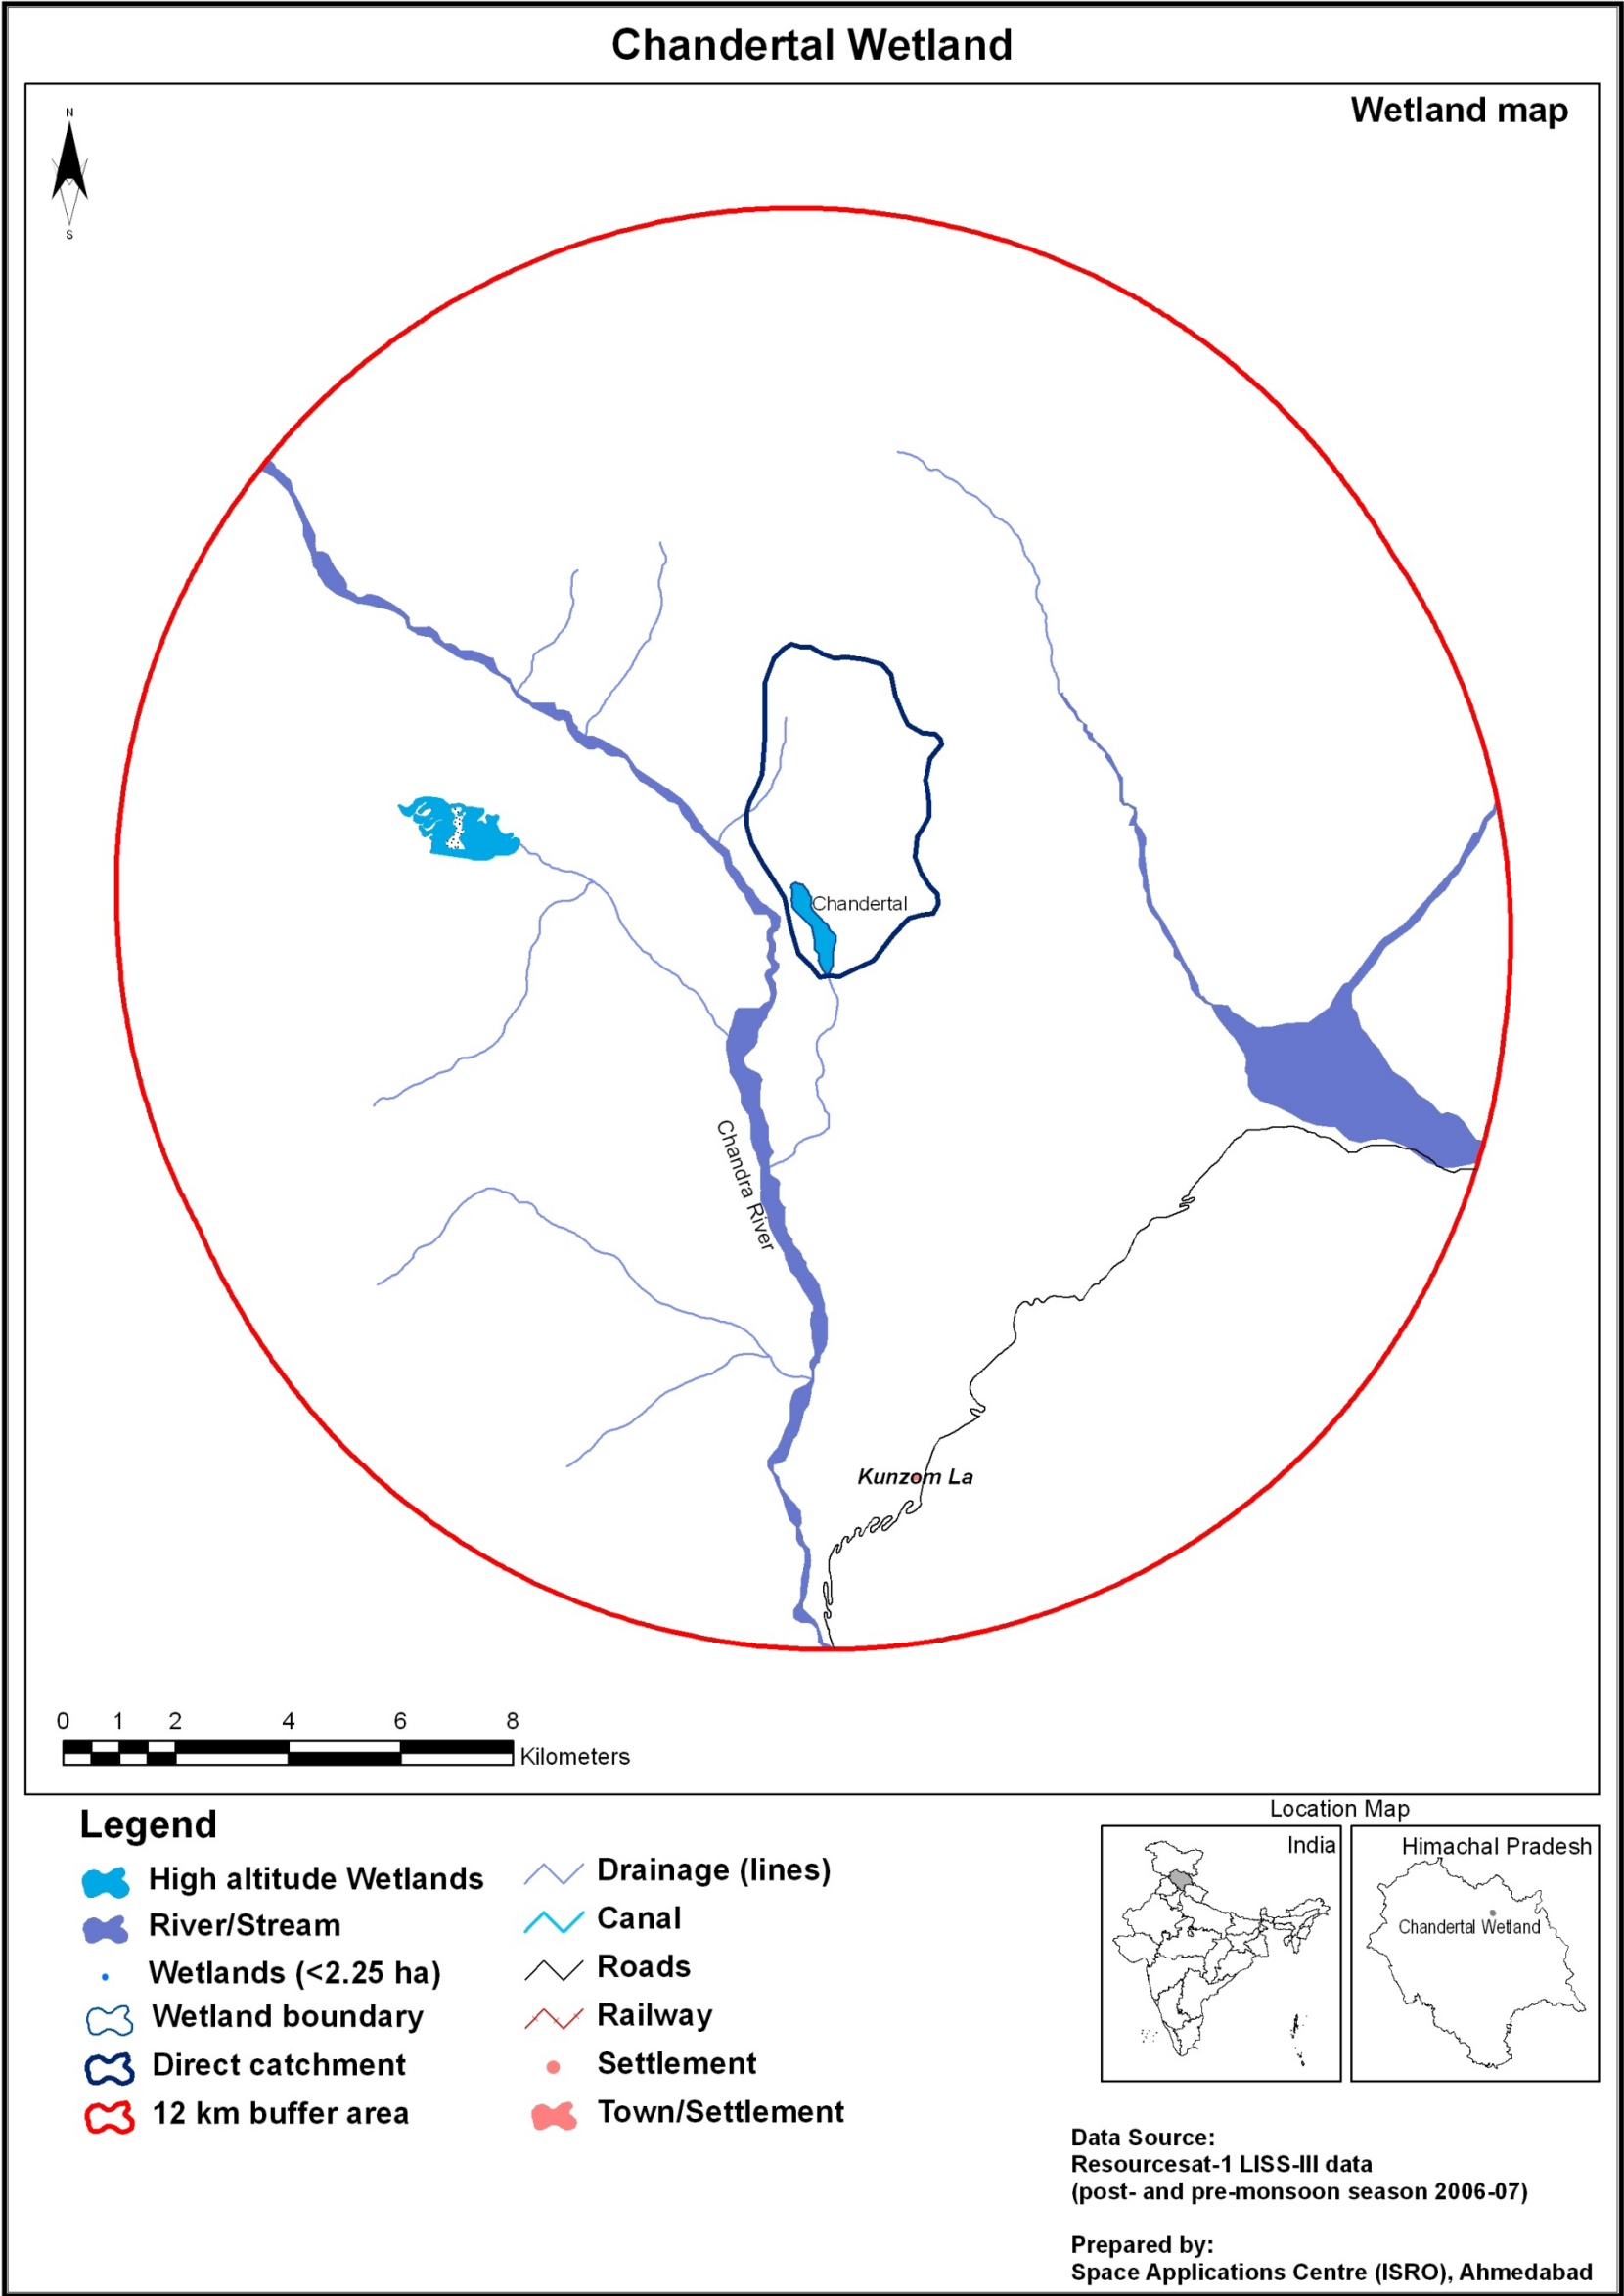 Chandertal Wetland
Wetland map
N
S
Chandertal
Chandra River
Kunzom La
0 1 2 4 6 8
Kilometers
Legend
High altitude Wetlands
River/Stream
Wetlands (<2.25 ha)
Wetland boundary
Direct catchment
12 km buffer area
Drainage (lines)
Canal
Roads
Railway
Settlement
Town/Settlement
Location Map
India
Himachal Pradesh
Chandertal Wetland
Data Source:
Resourcesat-1 LISS-III data
(post- and pre-monsoon season 2006-07)
Prepared by:
Space Applications Centre (ISRO), Ahmedabad